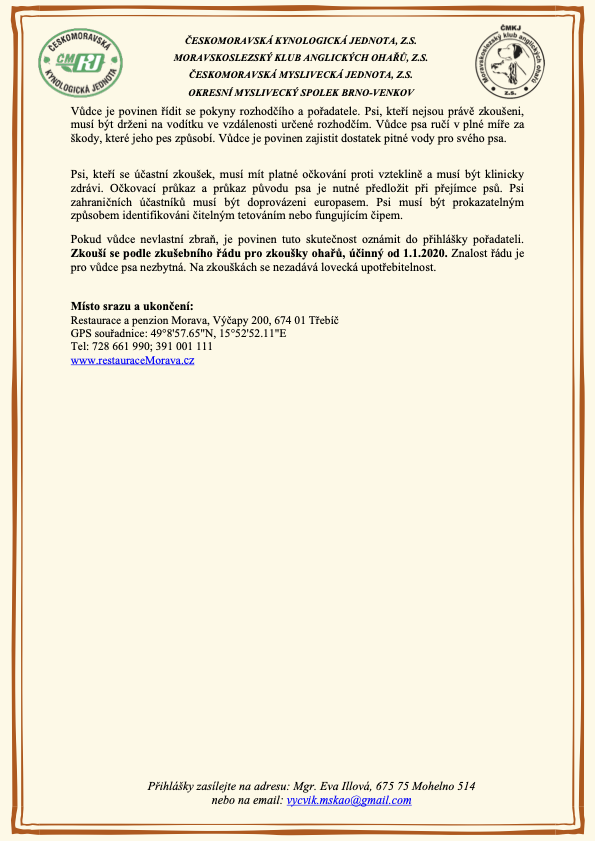 ČESKOMORAVSKÁ KYNOLOGICKÁ JEDNOTA, Z.S.
MORAVSKOSLEZSKÝ KLUB ANGLICKÝCH OHAŘŮ, Z.S.
ČESKOMORAVSKÁ MYSLIVECKÁ JEDNOTA, Z.S.
OKRESNÍ MYSLIVECKÝ SPOLEK BRNO-VENKOV
ČESKOMORAVSKÁ
ČMKJ
KYNOLOGICKÁ JEDNOTA
ČMKJ
Moravskoslezský klub anglických ohařů
z.s.
Vůdce je povinen řídit se pokyny rozhodčího a pořadatele. Psi, kteří nejsou právě zkoušeni,
musí být drženi na vodítku ve vzdálenosti určené rozhodčím. Vůdce psa ručí v plné míře za
škody, které jeho pes způsobí. Vůdce je povinen zajistit dostatek pitné vody pro svého psa.
Psi, kteří se účastní zkoušek, musí mít platné očkování proti vzteklině a musí být klinicky
zdrávi. Očkovací průkaz a průkaz původu psa je nutné předložit při přejímce psů. Psi
zahraničních účastníků musí být doprovázeni europasem. Psi musí být prokazatelným
způsobem identifikováni čitelným tetováním nebo fungujícím čipem.
Pokud vůdce nevlastní zbraň, je povinen tuto skutečnost oznámit do přihlášky pořadateli.
Zkouší se podle zkušebního řádu pro zkoušky ohařů, účinný od 1.1.2020. Znalost řádu je
pro vůdce psa nezbytná. Na zkouškách se nezadává lovecká upotřebitelnost.
Místo srazu a ukončení:
Restaurace a penzion Morava, Výčapy 200, 674 01 Třebíč
GPS souřadnice: 49°8'57.65"N, 15°52'52.11"E
Tel: 728 661 990; 391 001 111
www.restauraceMorava.cz
Přihlášky zasílejte na adresu: Mgr. Eva Illová, 675 75 Mohelno 514
nebo na email: vycvik.mskao@gmail.com